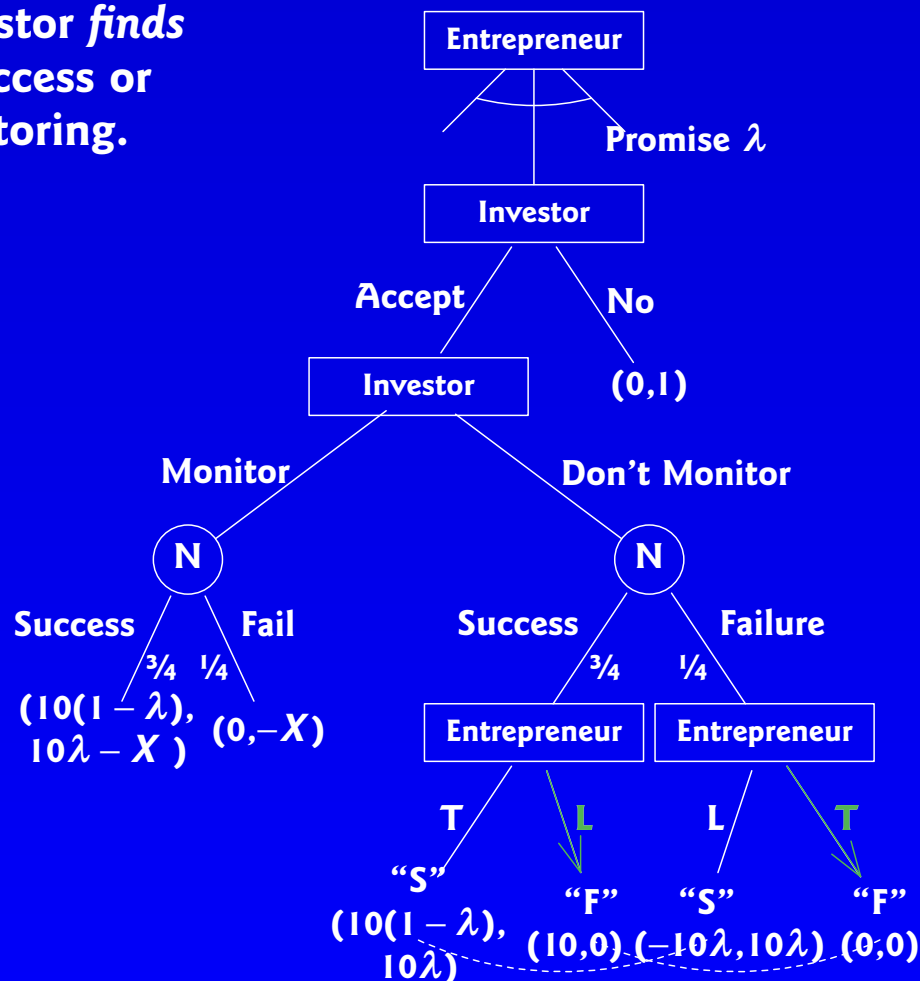 stor finds
ccess or
toring.
Entrepreneur
Promise λ
Investor
Accept
No
Investor
(0,1)
Monitor
Don't Monitor
N
N
Success
Fail
Success
Failure
¾
¼
¾
¼
(10(1 – λ),
10λ – X )
(0,–X)
Entrepreneur
Entrepreneur
T
L
L
T
“S”
“F”
“S”
“F”
(10(1 – λ),
10λ)
(10,0)
(–10λ,10λ)
(0,0)